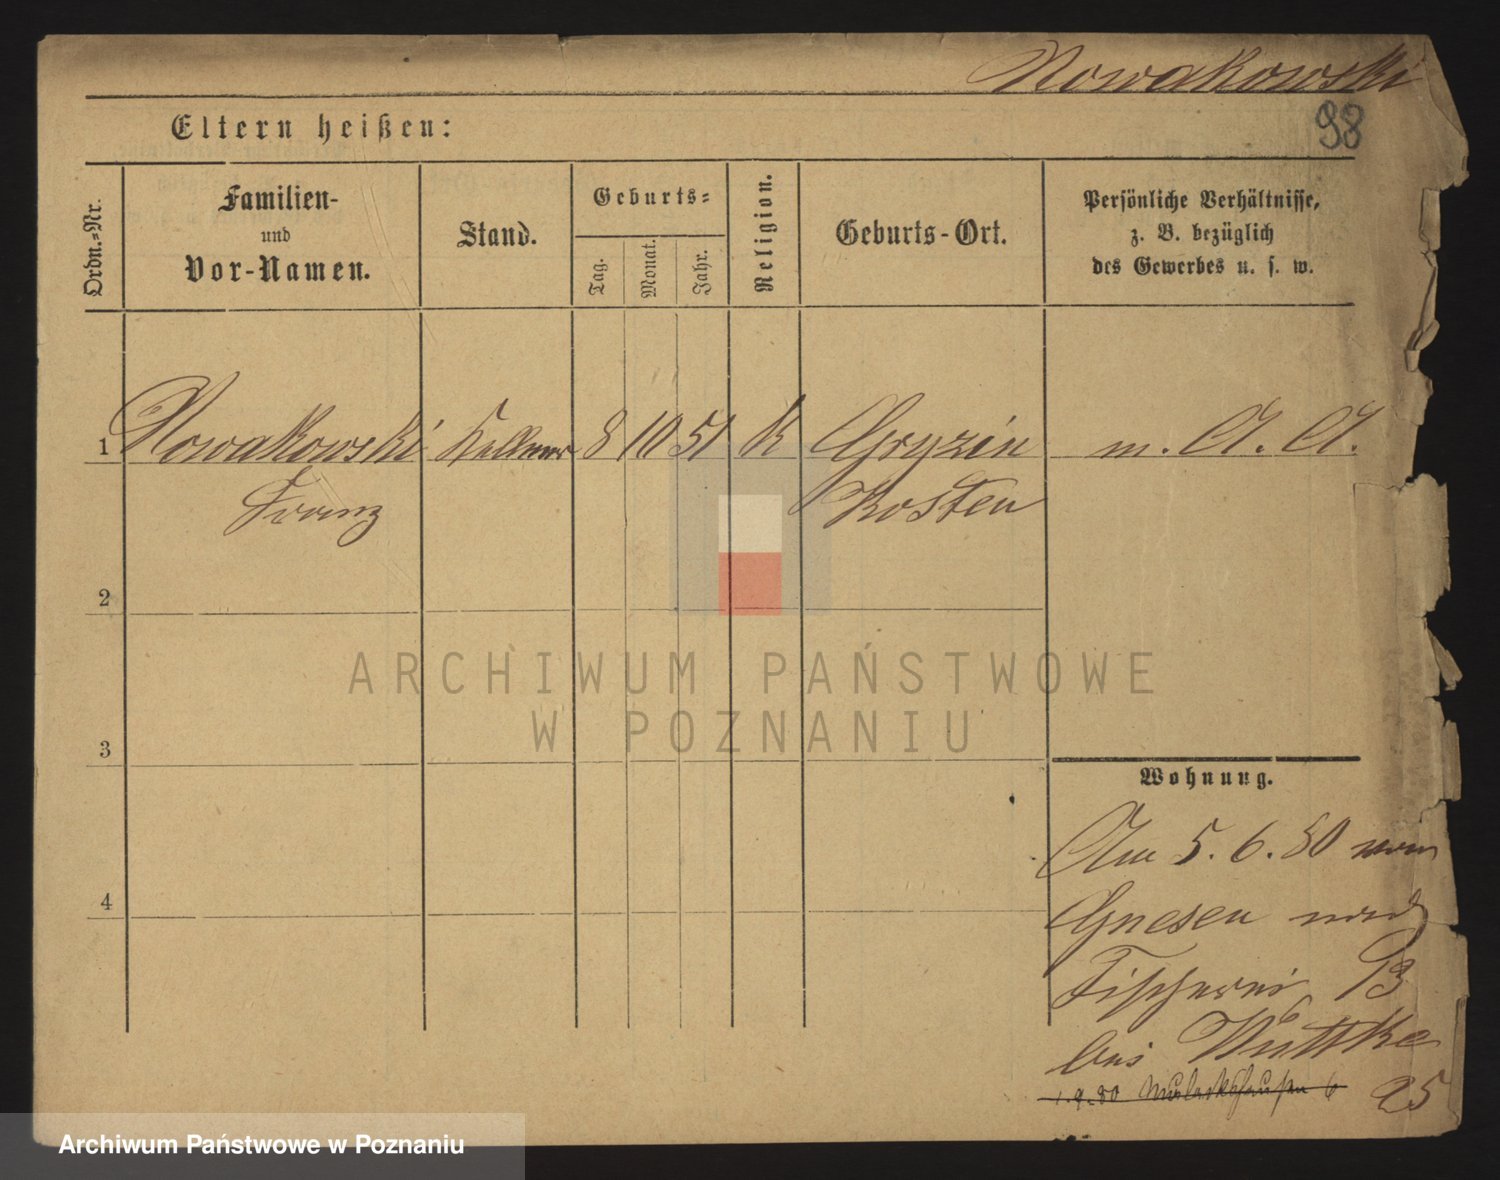 Nowakowski
98
Eltern heißen:
Ordn.=Nr.
Familien-
und
Vor-Namen.
Stand.
Geburts=
Tag.
Monat.
Jahr.
Religion.
Geburts-Ort.
Persönliche Verhältnisse,
z. B. bezüglich
des Gewerbes u. s. w.
1 Nowakowski Kellner 8 10 51 K Gryzin m. A. A.
Franz Kosten
2
3
4
Wohnung.
Am 5. 6. 80 von
Gnesen nach
Fischerei 13
bei Wuttke
25
ARCHIWUM PAŃSTWOWE
W POZNANIU
Archiwum Państwowe w Poznaniu